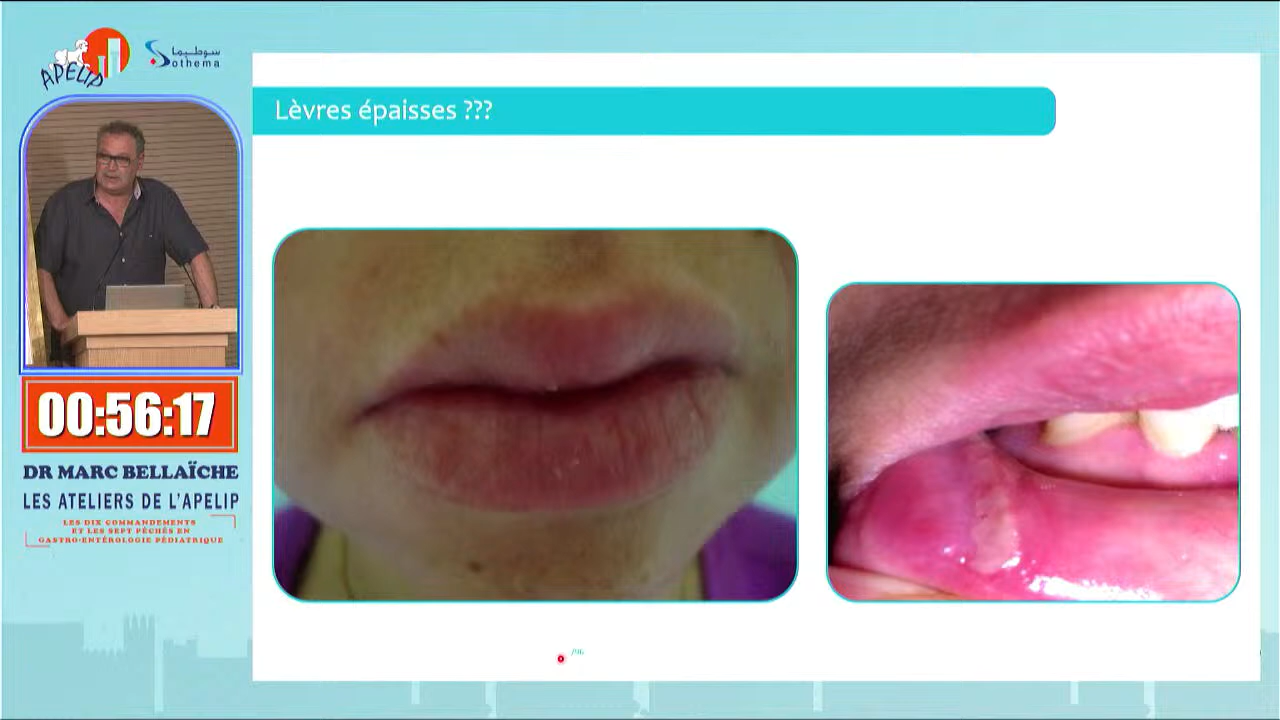 APELIP
سوطيما
Sothema
Lèvres épaisses ???
00:56:17
DR MARC BELLAÏCHE
LES ATELIERS DE L'APELIP
LES DIX COMMANDEMENTS
ET LES SEPT PÉCHÉS EN
GASTRO-ENTÉROLOGIE PÉDIATRIQUE